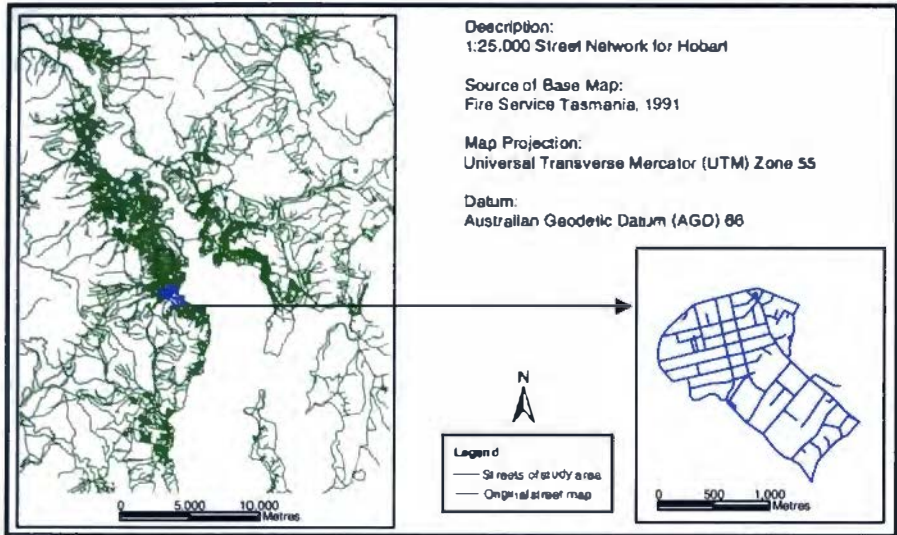 Description:
1:25.000 Street Network for Hobart
Source of Base Map:
Fire Service Tasmania, 1991
Map Projection:
Universal Transverse Mercator (UTM) Zone 55
Datum:
Australian Geodetic Datum (AGD) 66
N
Legend
Streets of study area
Original street map
0 5,000 10,000
Metres
0 500 1,000
Metres